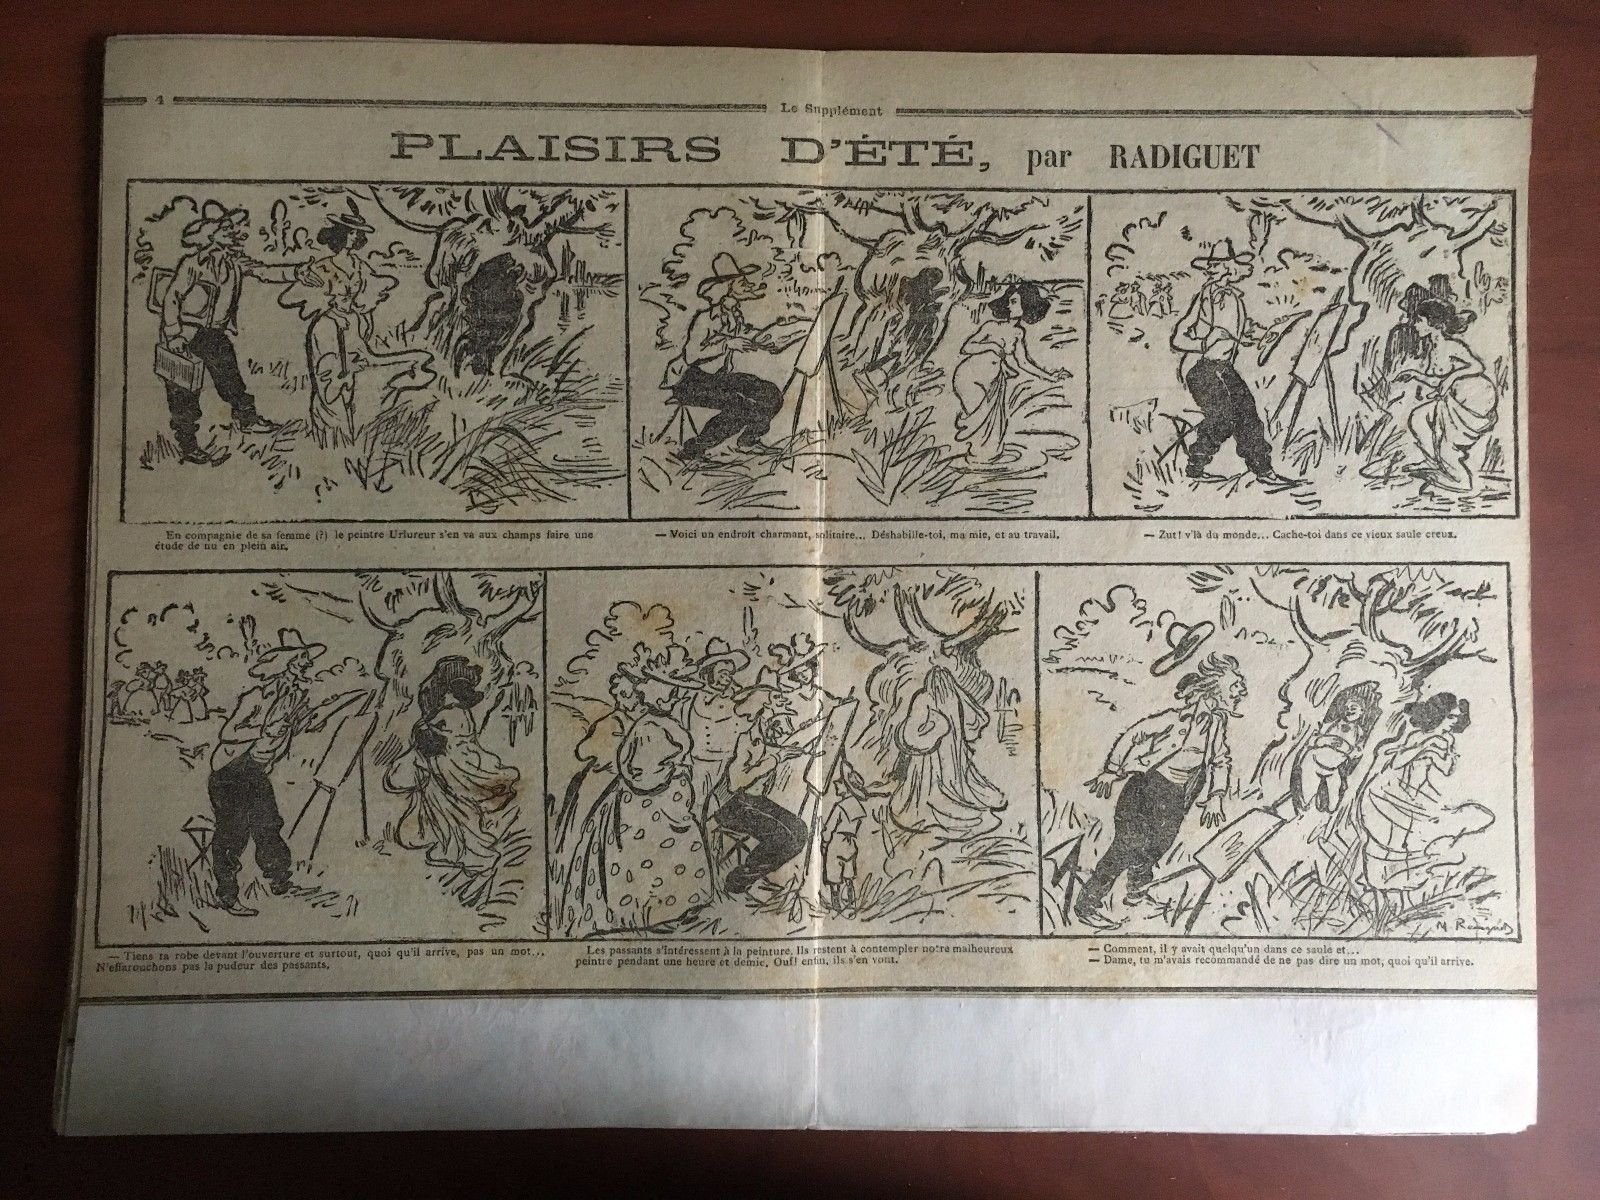 4
Le Supplément
PLAISIRS D'ÉTÉ, par RADIGUET
En compagnie de sa femme (?) le peintre Urlureur s'en va aux champs faire une
étude de nu en plein air.
— Voici un endroit charmant, solitaire... Déshabille-toi, ma mie, et au travail.
— Zut! v'là du monde... Cache-toi dans ce vieux saule creux.
— Tiens ta robe devant l'ouverture et surtout, quoi qu'il arrive, pas un mot...
N'effarouchons pas la pudeur des passants.
Les passants s'intéressent à la peinture. Ils restent à contempler notre malheureux
peintre pendant une heure et demie. Ouf! enfin, ils s'en vont.
— Comment, il y avait quelqu'un dans ce saule et...
— Dame, tu m'avais recommandé de ne pas dire un mot, quoi qu'il arrive.